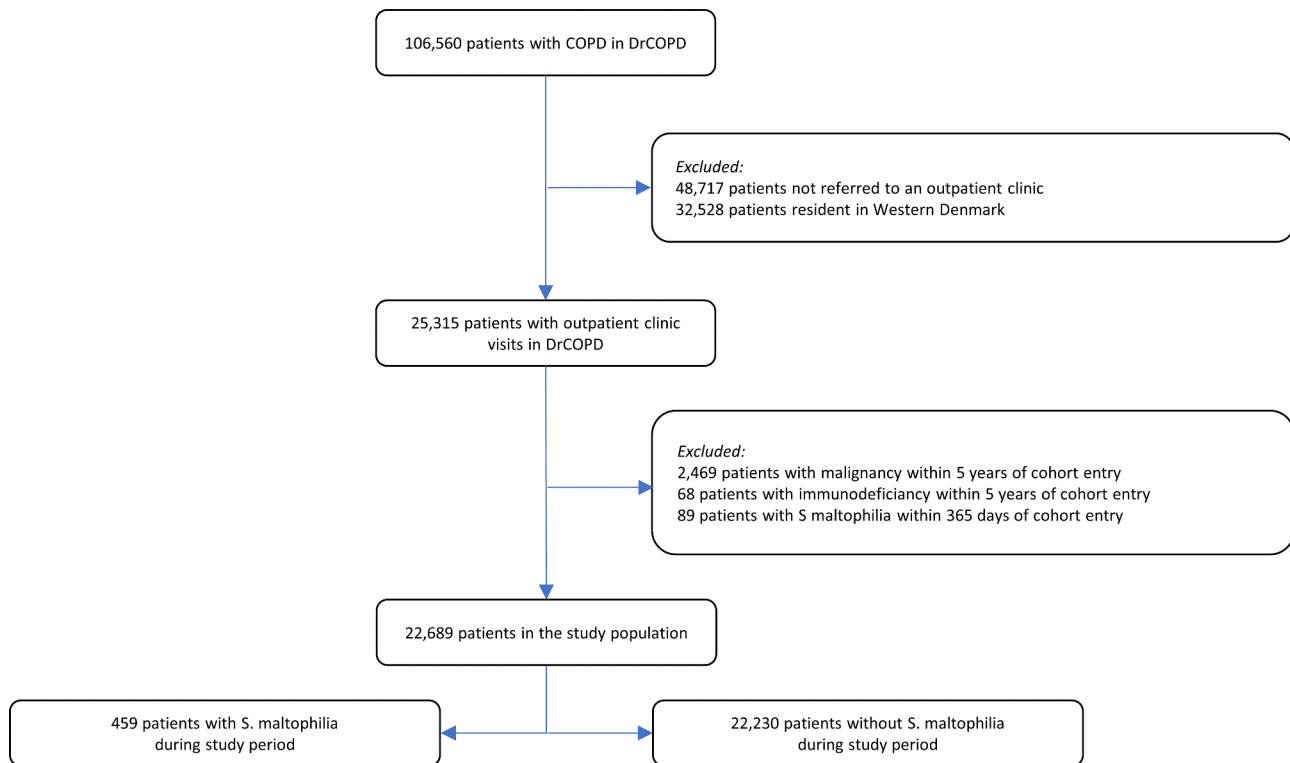 106,560 patients with COPD in DrCOPD
Excluded:
48,717 patients not referred to an outpatient clinic
32,528 patients resident in Western Denmark
25,315 patients with outpatient clinic
visits in DrCOPD
Excluded:
2,469 patients with malignancy within 5 years of cohort entry
68 patients with immunodeficiancy within 5 years of cohort entry
89 patients with S maltophilia within 365 days of cohort entry
22,689 patients in the study population
459 patients with S. maltophilia
during study period
22,230 patients without S. maltophilia
during study period